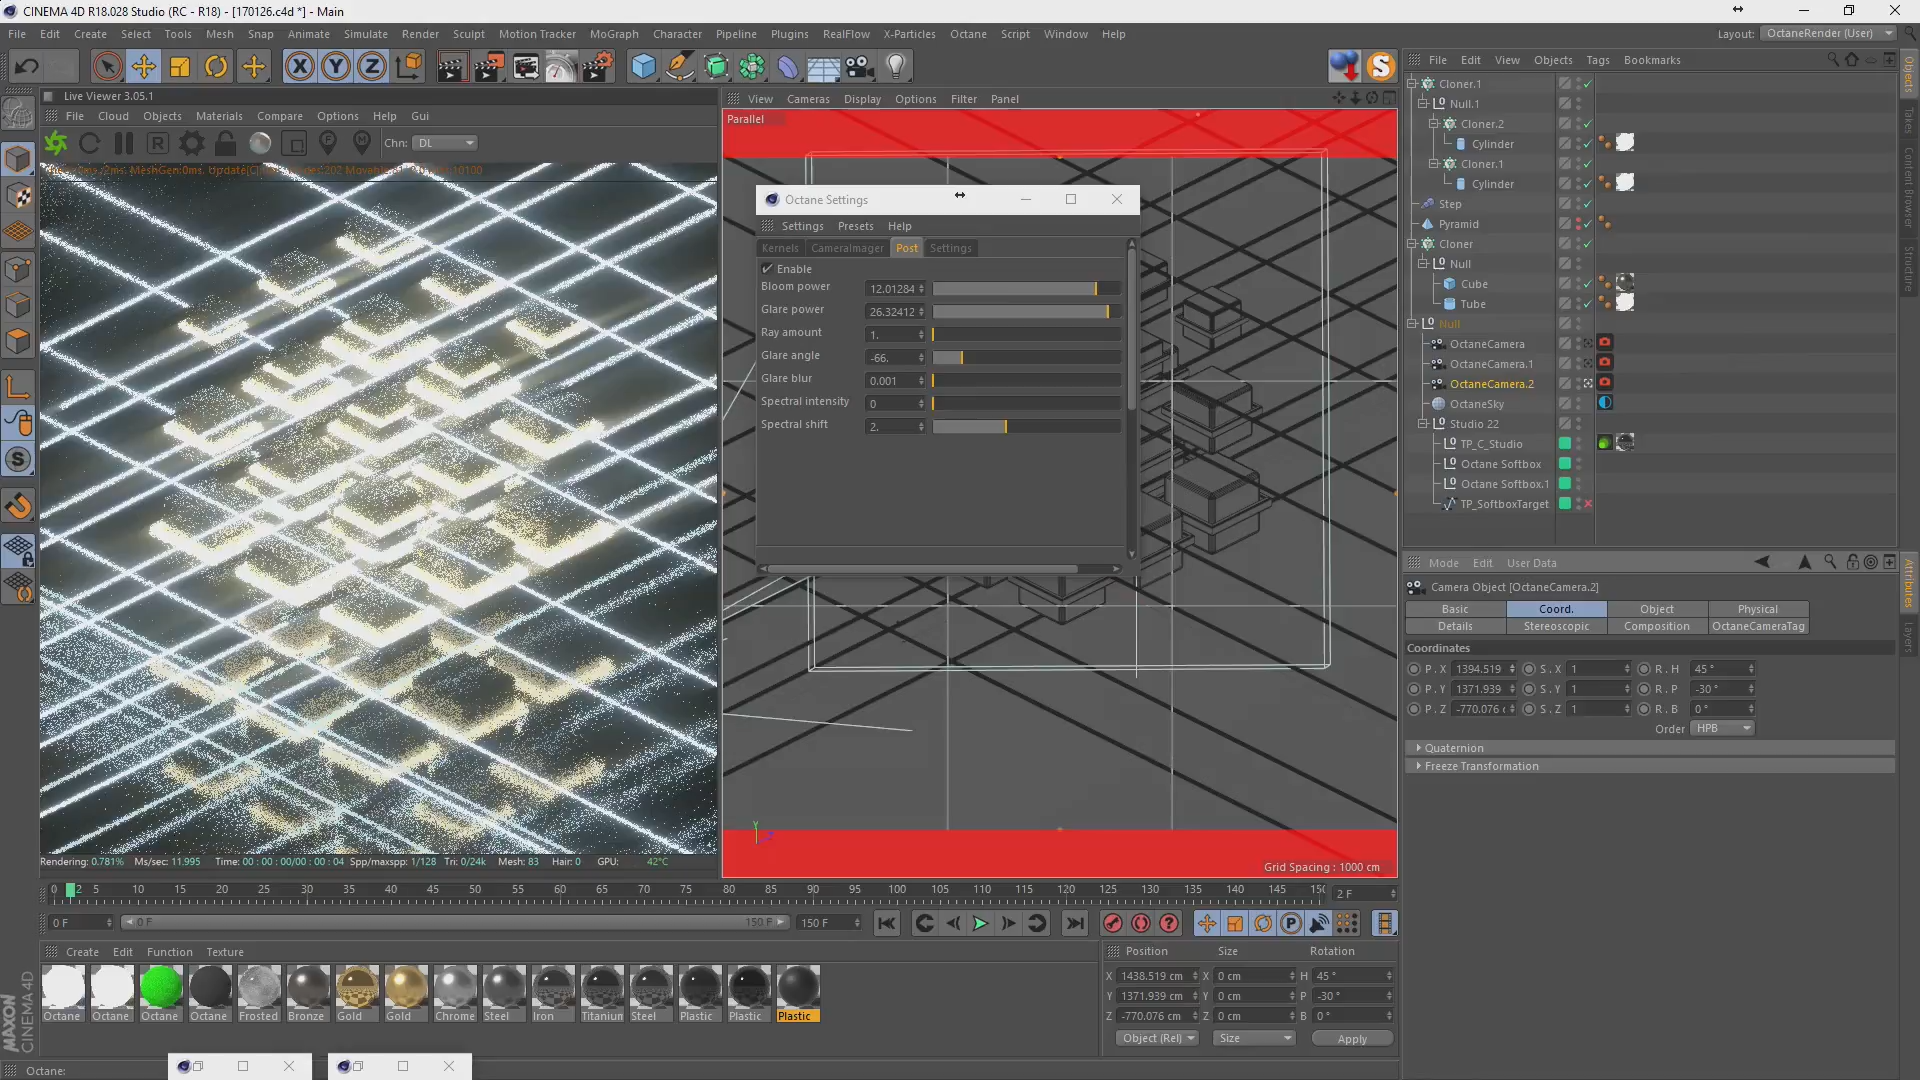 CINEMA 4D R18.028 Studio (RC - R18) - [170126.c4d *] - Main
File Edit Create Select Tools Mesh Snap Animate Simulate Render Sculpt Motion Tracker MoGraph Character Pipeline Plugins RealFlow X-Particles Octane Script Window Help
Layout: OctaneRender (User)
Live Viewer 3.05.1
File Cloud Objects Materials Compare Options Help Gui
Chn: DL
View Cameras Display Options Filter Panel
Parallel
Octane Settings
Settings Presets Help
Kernels CameraImager Post Settings
Enable
Bloom power 12.01284
Glare power 26.32412
Ray amount 1.
Glare angle -66.
Glare blur 0.001
Spectral intensity 0
Spectral shift 2.
Grid Spacing : 1000 cm
Rendering: 0.781% Ms/sec: 11.995 Time: 00 : 00 : 00/00 : 00 : 04 Spp/maxspp: 1/128 Tri: 0/24k Mesh: 83 Hair: 0 GPU: 42°C
File Edit View Objects Tags Bookmarks
Cloner.1
Null.1
Cloner.2
Cylinder
Cloner.1
Cylinder
Step
Pyramid
Cloner
Null
Cube
Tube
Null
OctaneCamera
OctaneCamera.1
OctaneCamera.2
OctaneSky
Studio 22
TP_C_Studio
Octane Softbox
Octane Softbox.1
TP_SoftboxTarget
Objects
Takes
Content Browser
Structure
Mode Edit User Data
Camera Object [OctaneCamera.2]
Basic Coord. Object Physical
Details Stereoscopic Composition OctaneCameraTag
Coordinates
P . X 1394.519 S . X 1 R . H 45 °
P . Y 1371.939 S . Y 1 R . P -30 °
P . Z -770.076 c S . Z 1 R . B 0 °
Order HPB
Quaternion
Freeze Transformation
Attributes
Layers
0 2 5 10 15 20 25 30 35 40 45 50 55 60 65 70 75 80 85 90 95 100 105 110 115 120 125 130 135 140 145 150
2 F
0 F 0 F 150 F 150 F
Create Edit Function Texture
Octane Octane Octane Octane Frosted Bronze Gold Gold Chrome Steel Iron Titanium Steel Plastic Plastic Plastic
Position Size Rotation
X 1438.519 cm X 0 cm H 45 °
Y 1371.939 cm Y 0 cm P -30 °
Z -770.076 cm Z 0 cm B 0 °
Object (Rel) Size Apply
MAXON
CINEMA 4D
Octane: